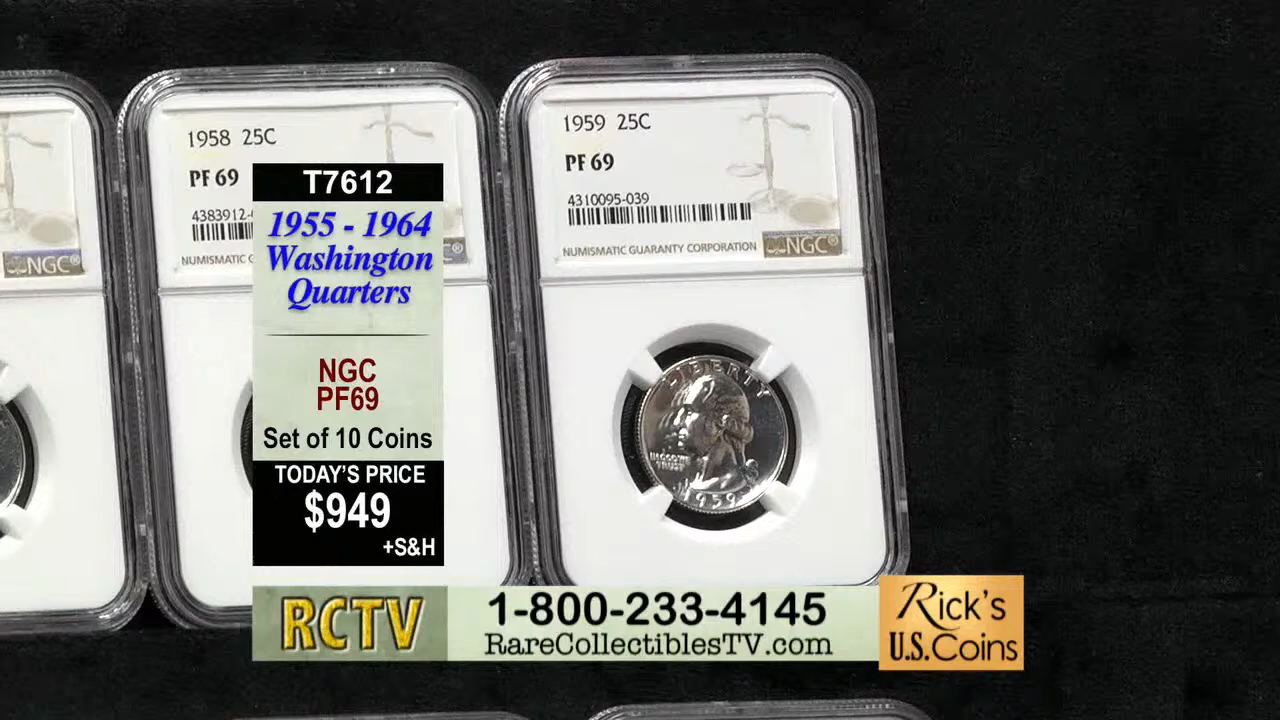 NGC®
1958 25C
PF 69
4383912-
NUMISMATIC G
C®
1959 25C
PF 69
4310095-039
NUMISMATIC GUARANTY CORPORATION
NGC®
LIBERTY
IN GOD WE
TRUST
1959
T7612
1955 - 1964
Washington
Quarters
NGC
PF69
Set of 10 Coins
TODAY'S PRICE
$949
+S&H
RCTV
1-800-233-4145
RareCollectiblesTV.com
Rick's
U.S. Coins